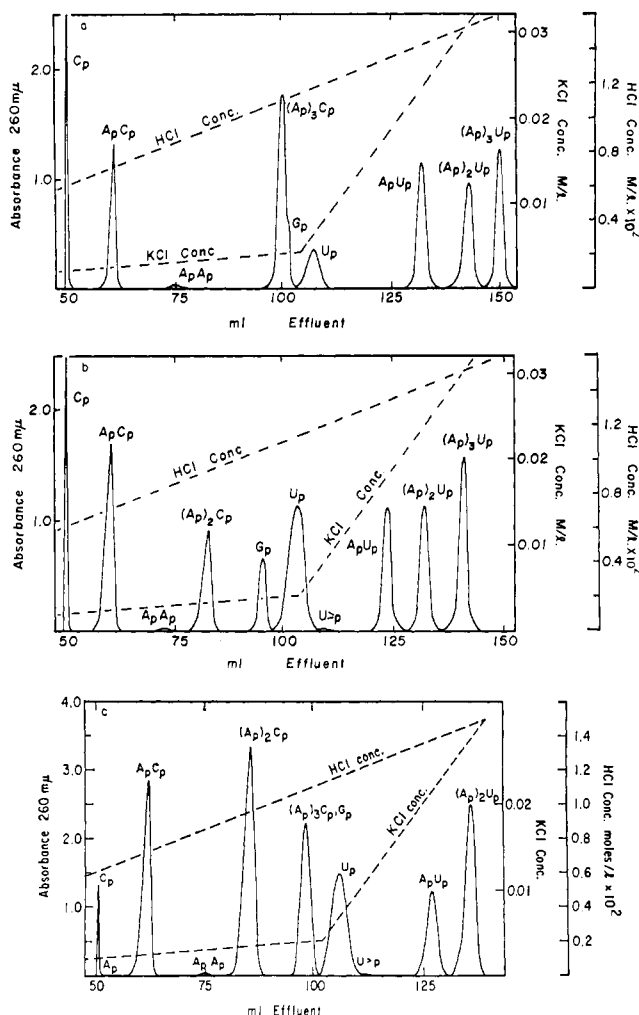 a
2.0
1.0
Absorbance 260 mμ
Cp
ApCp
HCl Conc.
KCl Conc
ApAp
(Ap)3Cp
Gp
Up
ApUp
(Ap)2Up
(Ap)3Up
50 75 100 125 150
ml Effluent
0.03
0.02
0.01
KCl Conc. M/l.
1.2
0.8
0.4
HCl Conc. M/l. x10²
b
2.0
1.0
Absorbance 260 mμ
Cp
ApCp
HCl Conc.
ApAp
(Ap)2Cp
Gp
Up
KCl Conc.
U>p
ApUp
(Ap)2Up
(Ap)3Up
50 75 100 125 150
ml Effluent
0.03
0.02
0.01
KCl Conc. M/l.
1.2
0.8
0.4
HCl Conc. M/l. x10²
c
4.0
3.0
2.0
1.0
Absorbance 260 mμ
Cp
Ap
ApCp
ApAp
(Ap)2Cp
HCl conc.
(Ap)3Cp,Gp
Up
KCl conc.
U>p
ApUp
(Ap)2Up
50 75 100 125
ml Effluent
0.02
0.01
KCl Conc.
1.4
1.2
1.0
0.8
0.6
0.4
0.2
HCl Conc. moles/l x10²